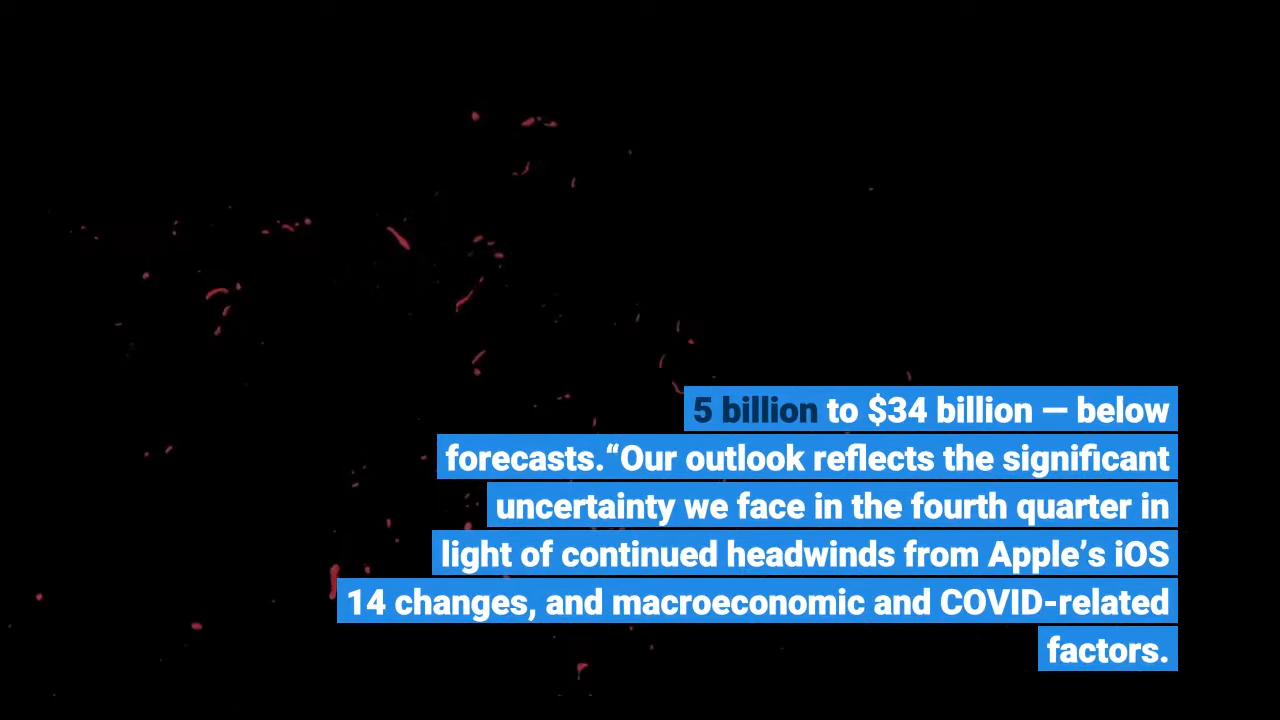 5 billion to $34 billion — below
forecasts.“Our outlook reflects the significant
uncertainty we face in the fourth quarter in
light of continued headwinds from Apple’s iOS
14 changes, and macroeconomic and COVID-related
factors.